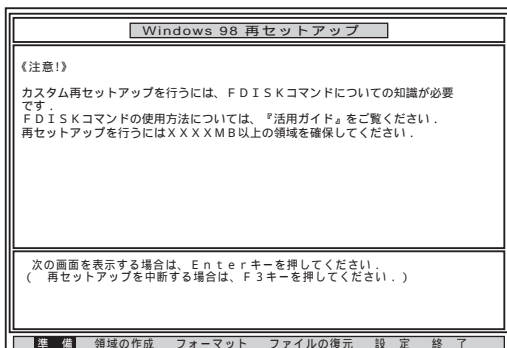 Windows 98 再セットアップ
《注意!》
カスタム再セットアップを行うには、FDISKコマンドについての知識が必要
です.
FDISKコマンドの使用方法については、『活用ガイド』をご覧ください.
再セットアップを行うにはXXXXMB以上の領域を確保してください.
次の画面を表示する場合は、Enterキーを押してください.
( 再セットアップを中断する場合は、F3キーを押してください.)
準 備 領域の作成 フォーマット ファイルの復元 設 定 終 了